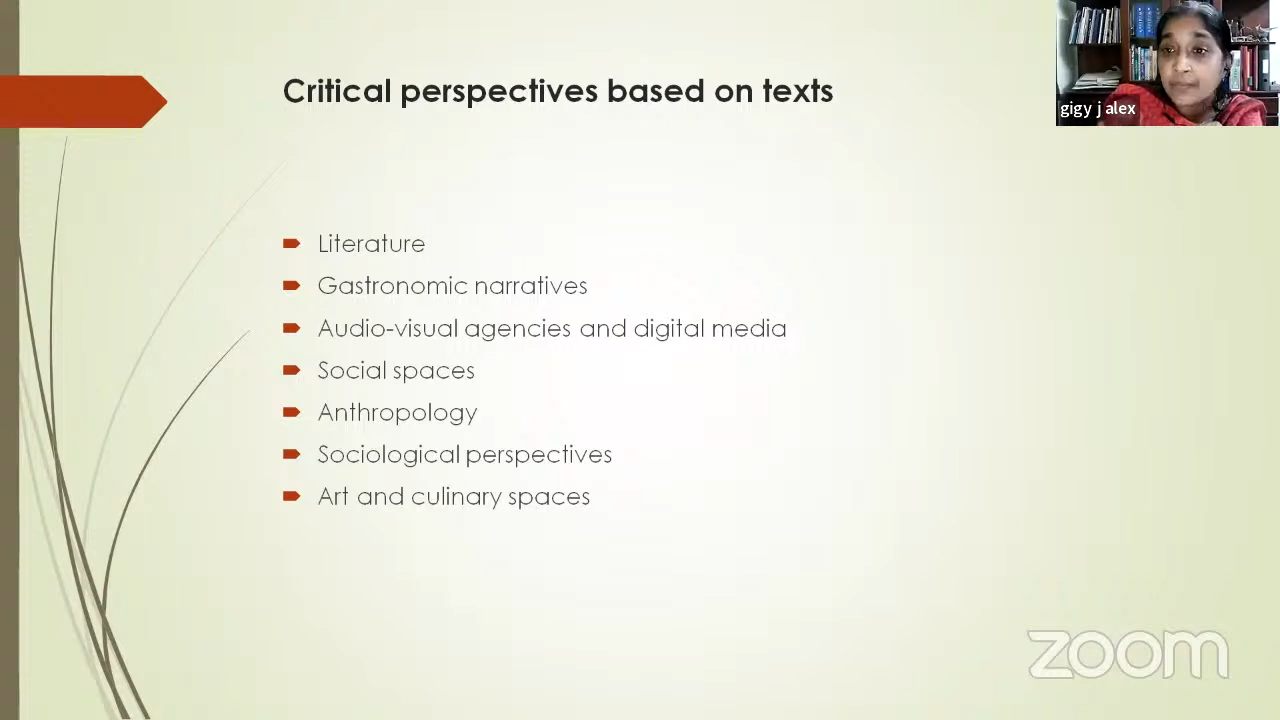 Critical perspectives based on texts
gigy j alex
Literature
Gastronomic narratives
Audio-visual agencies and digital media
Social spaces
Anthropology
Sociological perspectives
Art and culinary spaces
zoom